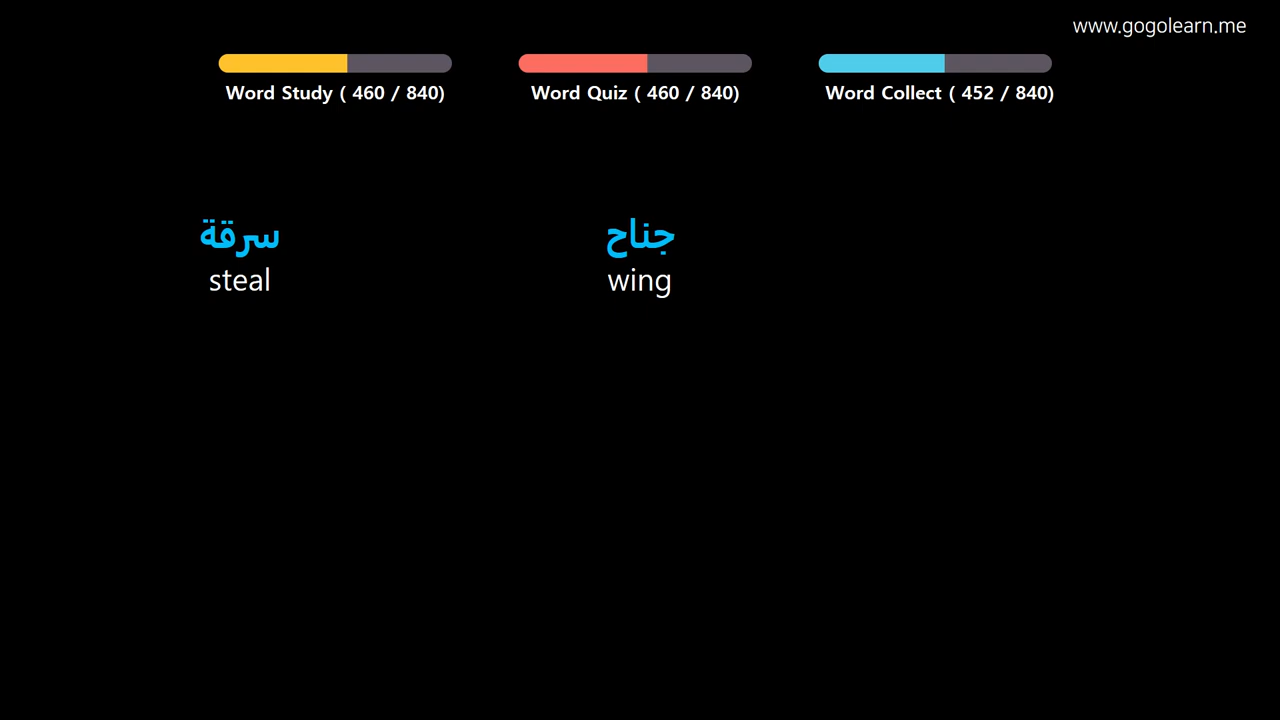 www.gogolearn.me
Word Study ( 460 / 840)
Word Quiz ( 460 / 840)
Word Collect ( 452 / 840)
سرقة
steal
جناح
wing